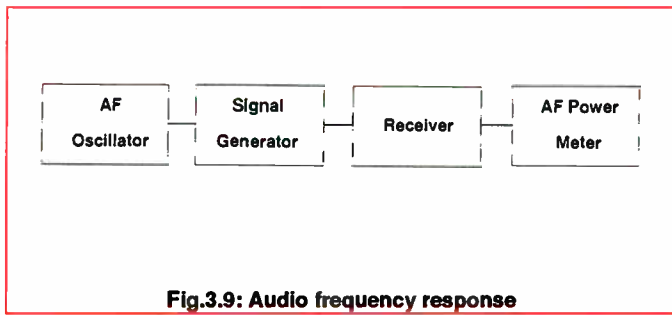 AF
Oscillator
Signal
Generator
Receiver
AF Power
Meter
Fig.3.9: Audio frequency response